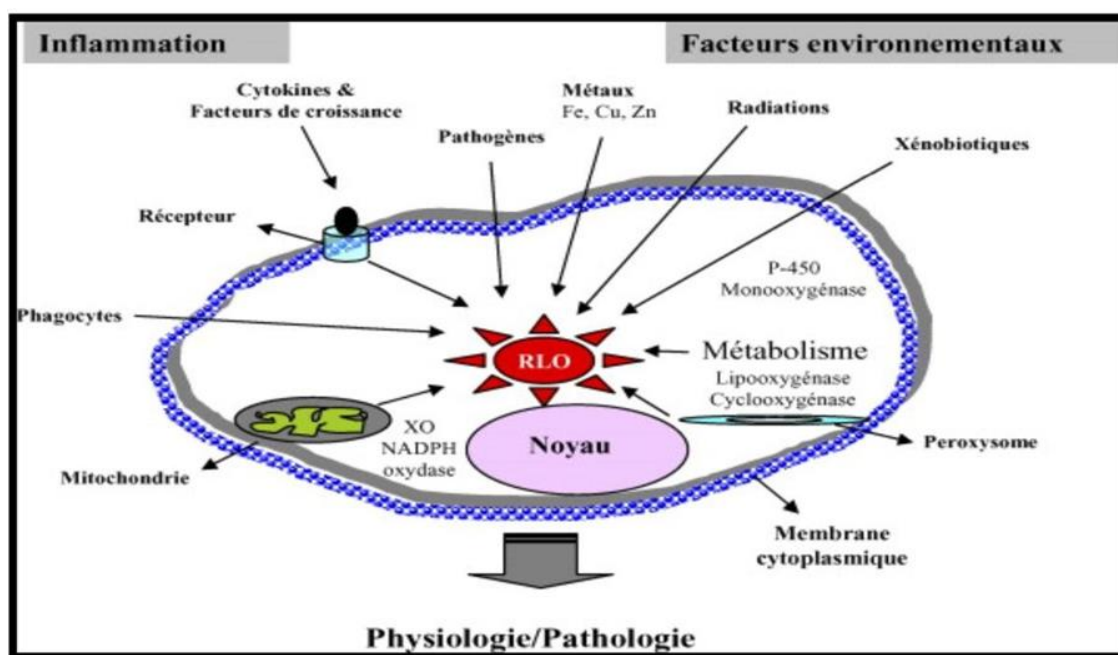 Inflammation
Facteurs environnementaux
Cytokines &
Facteurs de croissance
Métaux
Fe, Cu, Zn
Radiations
Pathogènes
Xénobiotiques
Récepteur
P-450
Monooxygénase
Phagocytes
RLO
Métabolisme
Lipooxygénase
Cyclooxygénase
XO
NADPH
oxydase
Noyau
Peroxysome
Mitochondrie
Membrane
cytoplasmique
Physiologie/Pathologie